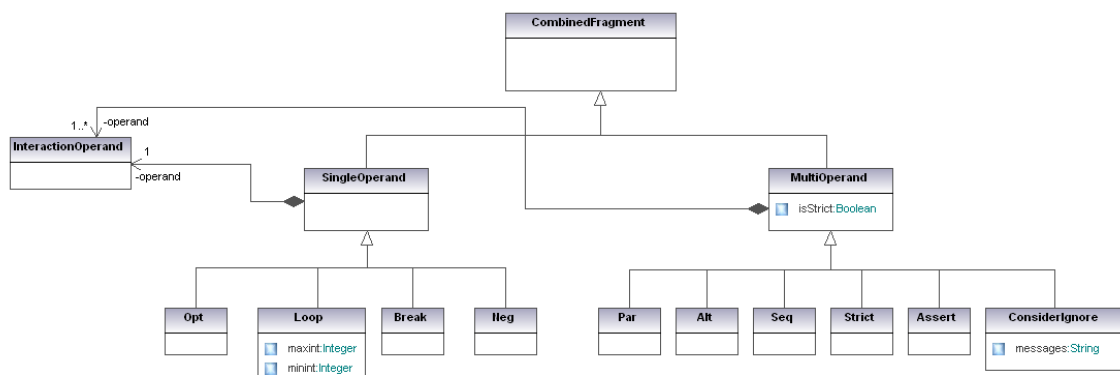 CombinedFragment
-operand
1..*
InteractionOperand
1
-operand
SingleOperand
MultiOperand
isStrict:Boolean
Opt
Loop
Break
Neg
Par
Alt
Seq
Strict
Assert
ConsiderIgnore
maxint:Integer
minint:Integer
messages:String